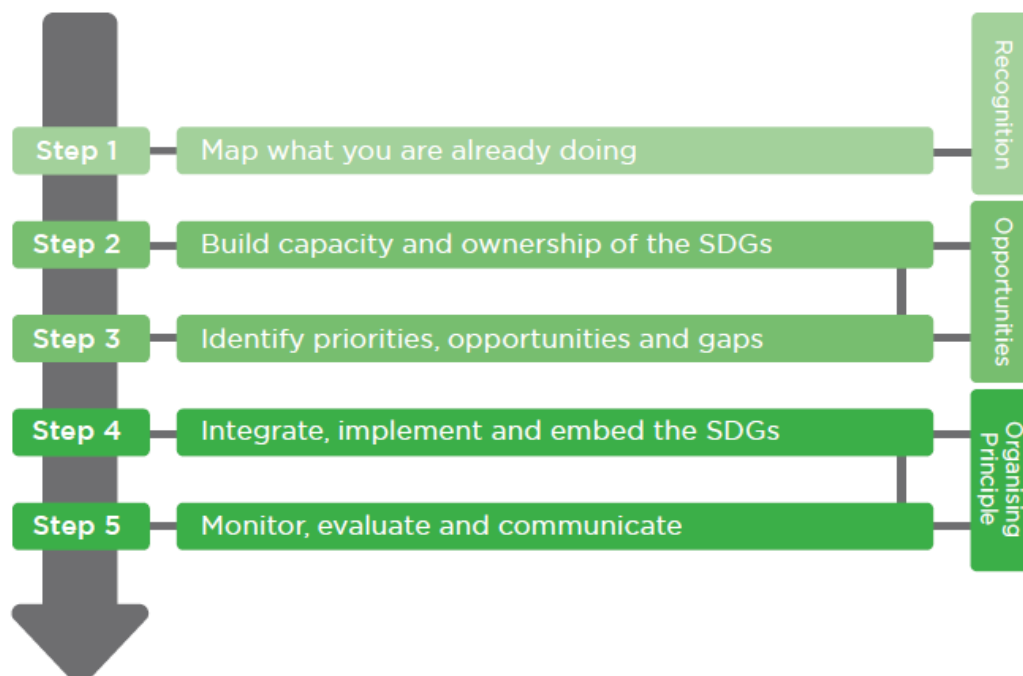 Recognition
Step 1
Map what you are already doing
Step 2
Build capacity and ownership of the SDGs
Opportunities
Step 3
Identify priorities, opportunities and gaps
Step 4
Integrate, implement and embed the SDGs
Organising
Principle
Step 5
Monitor, evaluate and communicate